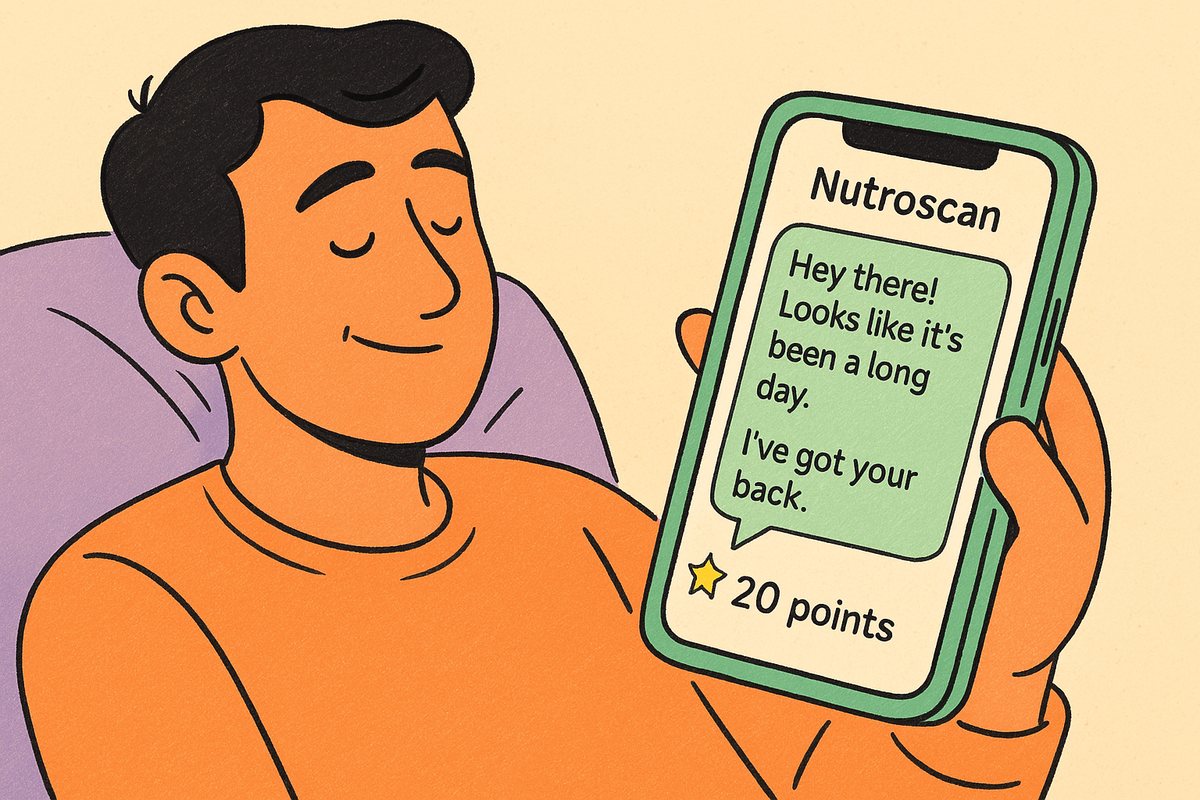 Nutroscan
Hey there!
Looks like it's
been a long
day.
I've got your
back.
20 points